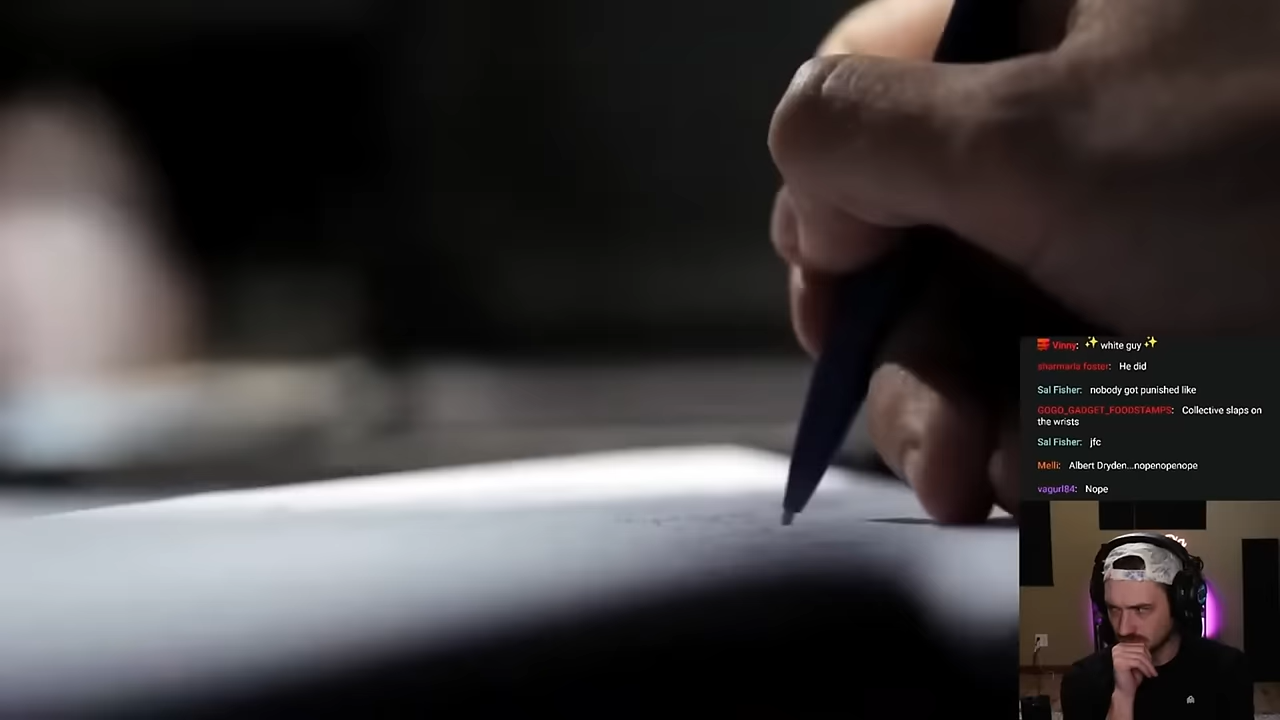 Vinny: ✨ white guy ✨
sharmarla foster: He did
Sal Fisher: nobody got punished like
GOGO_GADGET_FOODSTAMPS: Collective slaps on
the wrists
Sal Fisher: jfc
Melli: Albert Dryden...nopenopenope
vagurl84: Nope